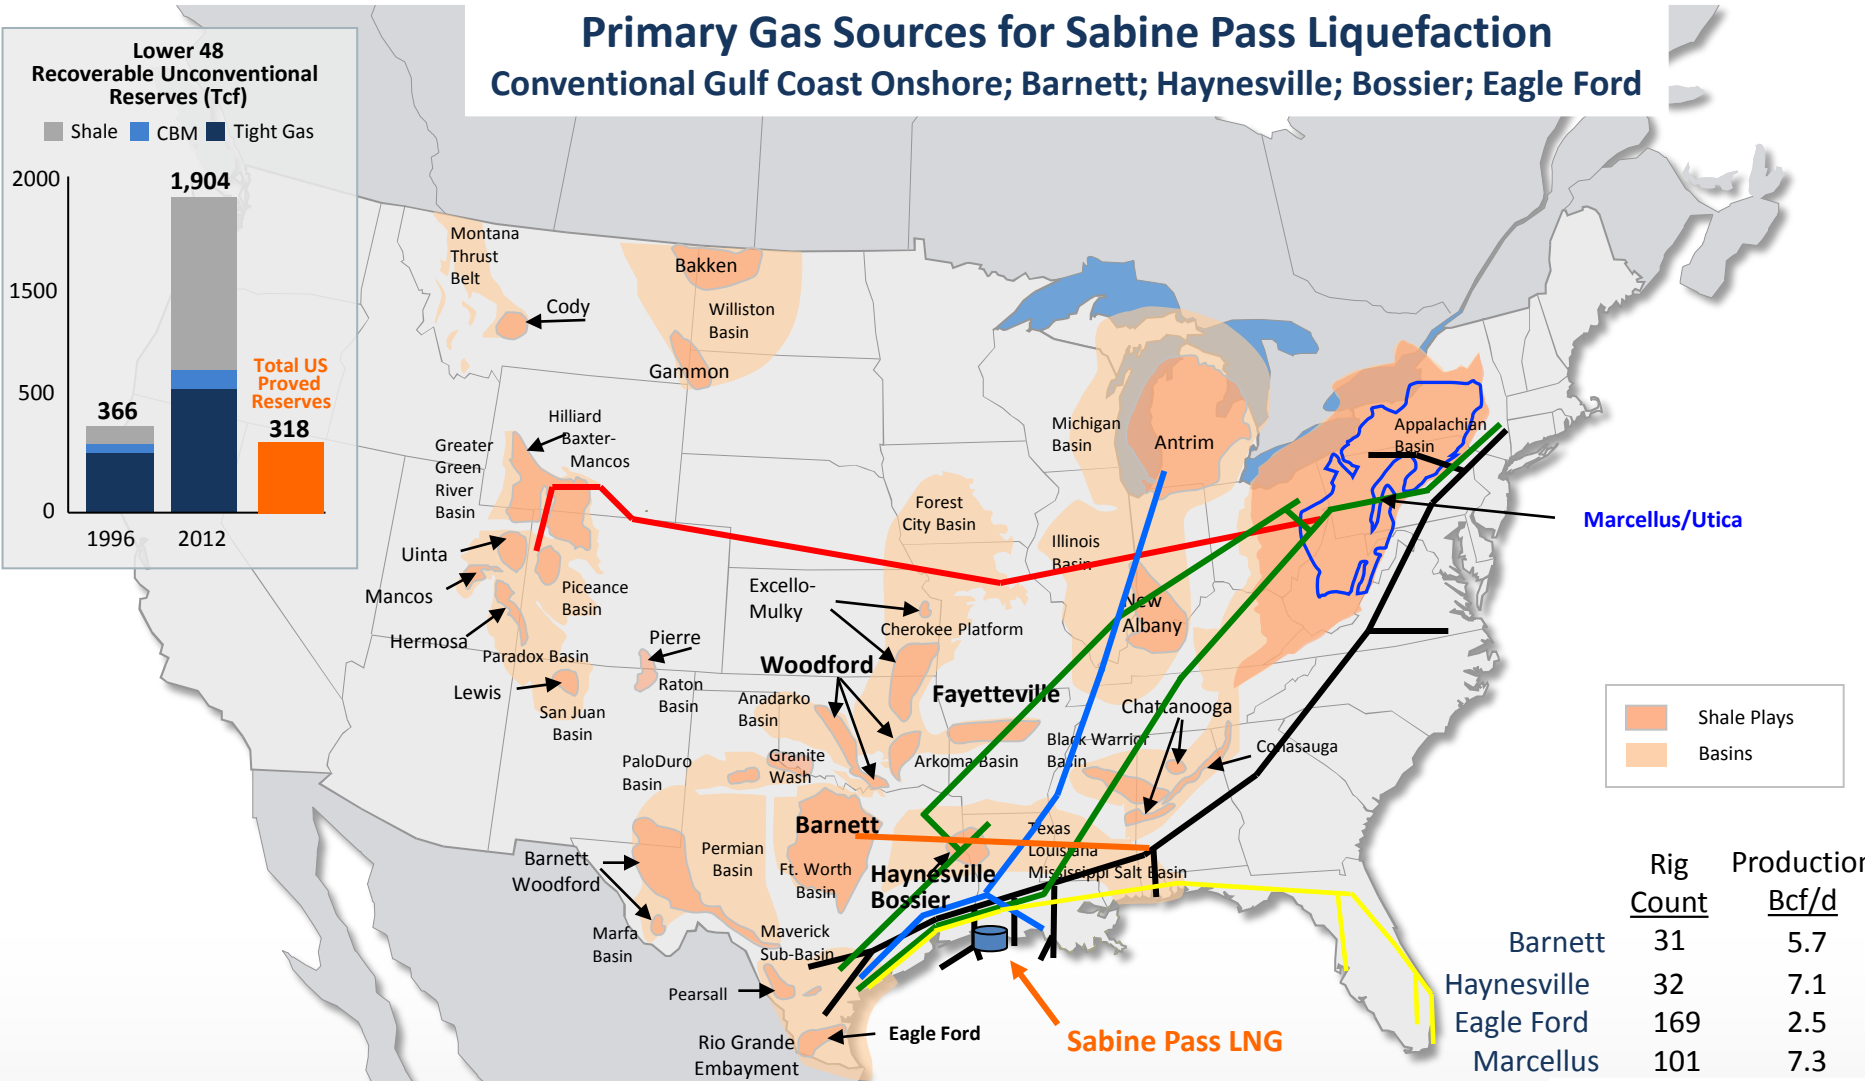 Primary Gas Sources for Sabine Pass Liquefaction
Conventional Gulf Coast Onshore; Barnett; Haynesville; Bossier; Eagle Ford
Lower 48
Recoverable Unconventional
Reserves (Tcf)
Shale CBM Tight Gas
2000
1500
500
0
1,904
366
Total US
Proved
Reserves
318
1996 2012
Montana
Thrust
Belt
Cody
Bakken
Williston
Basin
Gammon
Hilliard
Baxter-
Mancos
Greater
Green
River
Basin
Uinta
Mancos
Piceance
Basin
Hermosa
Paradox Basin
Lewis
San Juan
Basin
Pierre
Raton
Basin
Forest
City Basin
Excello-
Mulky
Cherokee Platform
Woodford
Anadarko
Basin
Fayetteville
Michigan
Basin
Antrim
Illinois
Basin
New
Albany
Appalachian
Basin
Marcellus/Utica
Chattanooga
Black Warrior
Basin
Conasauga
PaloDuro
Basin
Granite
Wash
Arkoma Basin
Barnett
Permian
Basin
Ft. Worth
Basin
Haynesville
Bossier
Texas
Louisiana
Mississippi Salt Basin
Barnett
Woodford
Marfa
Basin
Maverick
Sub-Basin
Pearsall
Rio Grande
Embayment
Eagle Ford
Sabine Pass LNG
Shale Plays
Basins
Rig Production
Count Bcf/d
Barnett 31 5.7
Haynesville 32 7.1
Eagle Ford 169 2.5
Marcellus 101 7.3